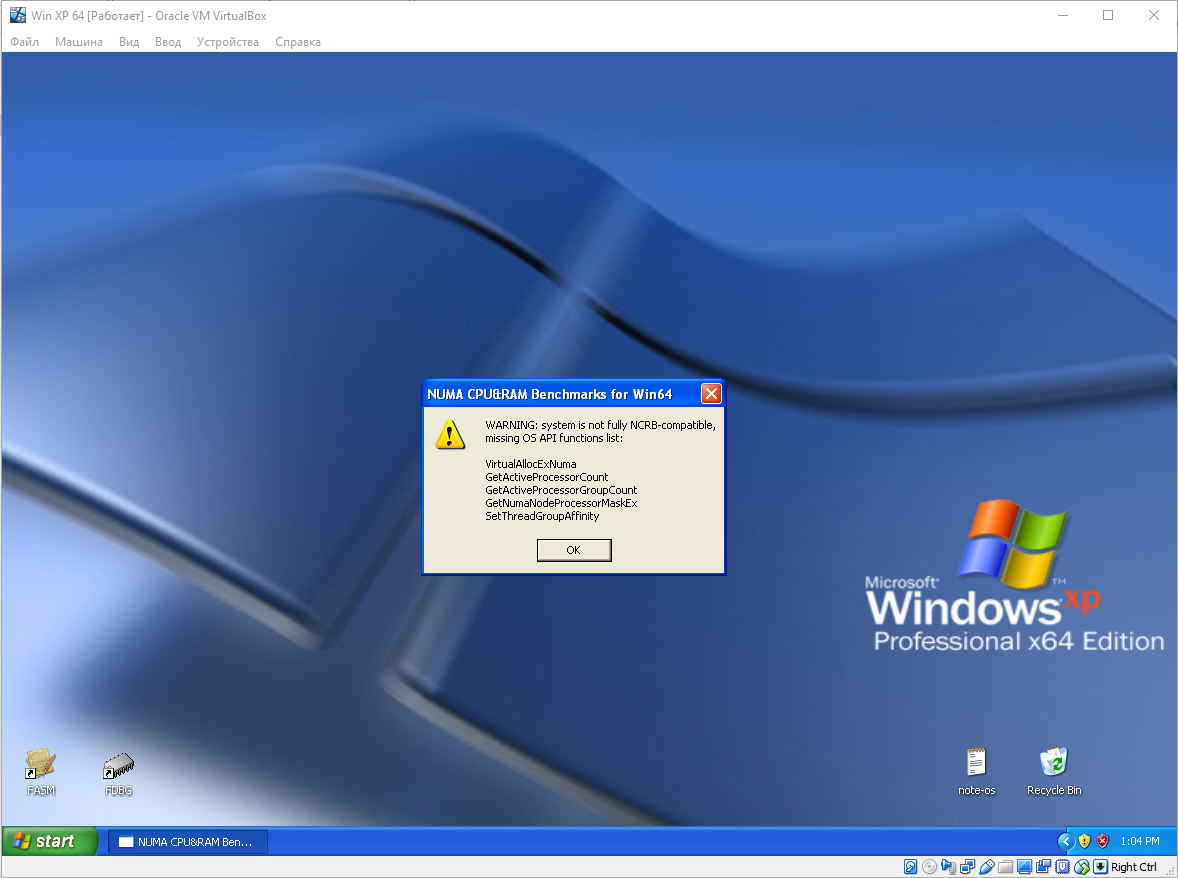 Win XP 64 [Работает] - Oracle VM VirtualBox
Файл Машина Вид Ввод Устройства Справка
NUMA CPU&RAM Benchmarks for Win64
WARNING: system is not fully NCRB-compatible,
missing OS API functions list:
VirtualAllocExNuma
GetActiveProcessorCount
GetActiveProcessorGroupCount
GetNumaNodeProcessorMaskEx
SetThreadGroupAffinity
OK
Microsoft
Windows xp
TM
Professional x64 Edition
FASM
FDBG
note-os
Recycle Bin
start
NUMA CPU&RAM Ben...
1:04 PM
Right Ctrl